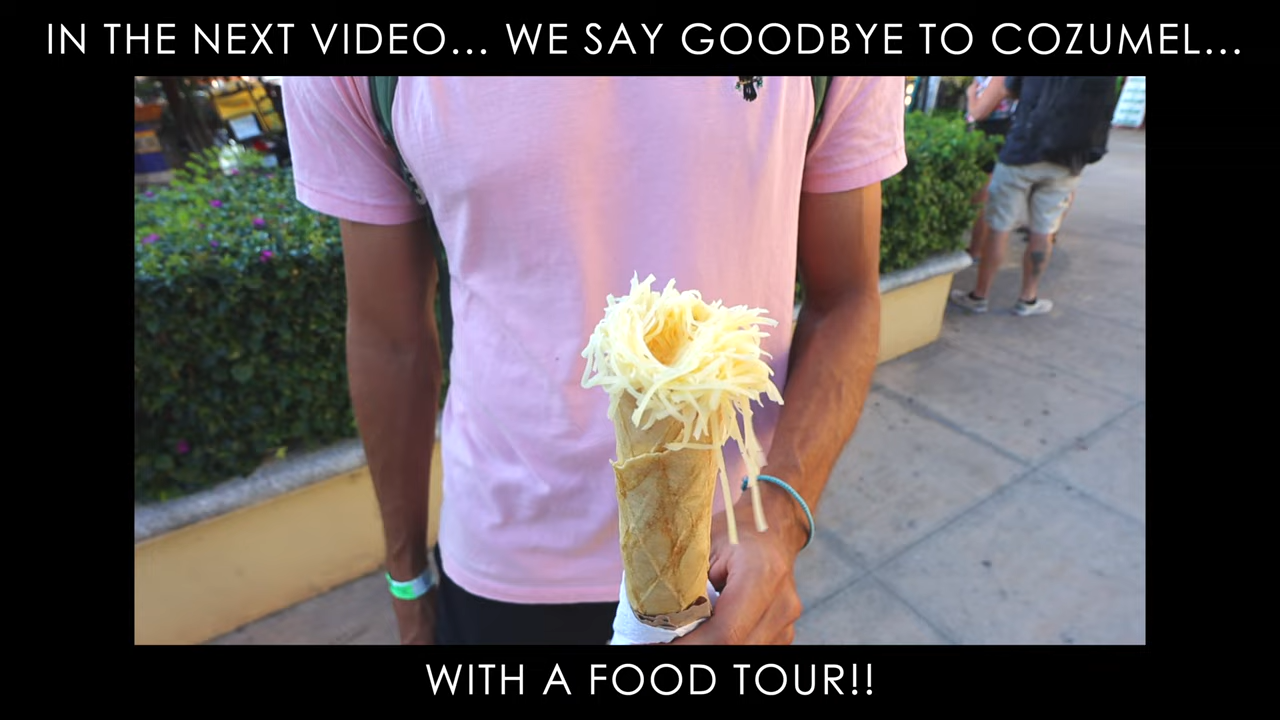 IN THE NEXT VIDEO... WE SAY GOODBYE TO COZUMEL...
WITH A FOOD TOUR!!